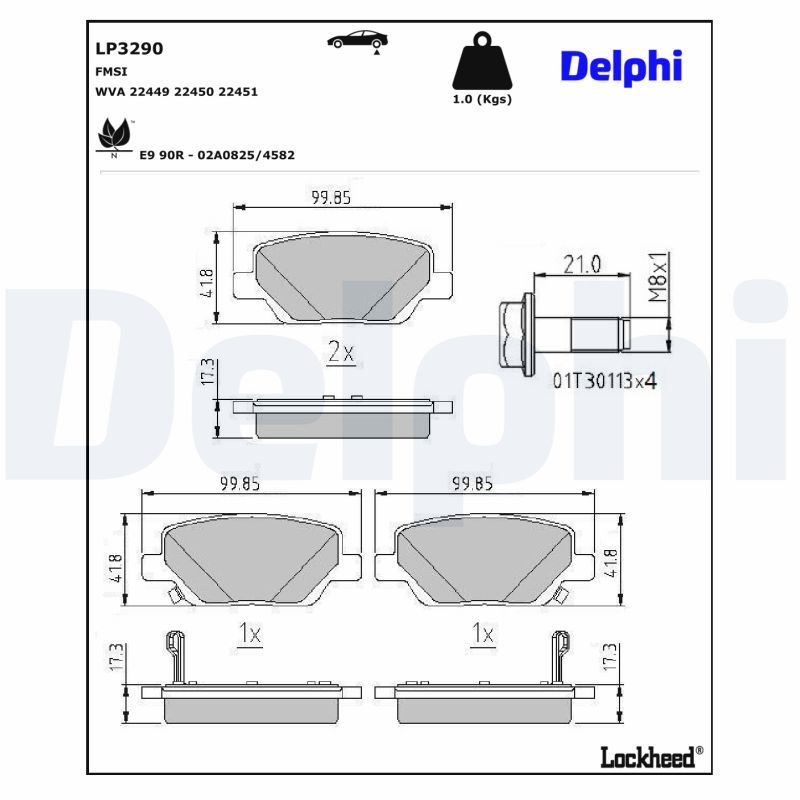 LP3290
FMSI
WVA 22449 22450 22451
1.0 (Kgs)
Delphi
™
N
E9 90R - 02A0825/4582
99.85
41.8
2x
17.3
21.0
M8x1
01T30113x4
Delphi
99.85
99.85
41.8
41.8
1x
1x
17.3
17.3
Lockheed®